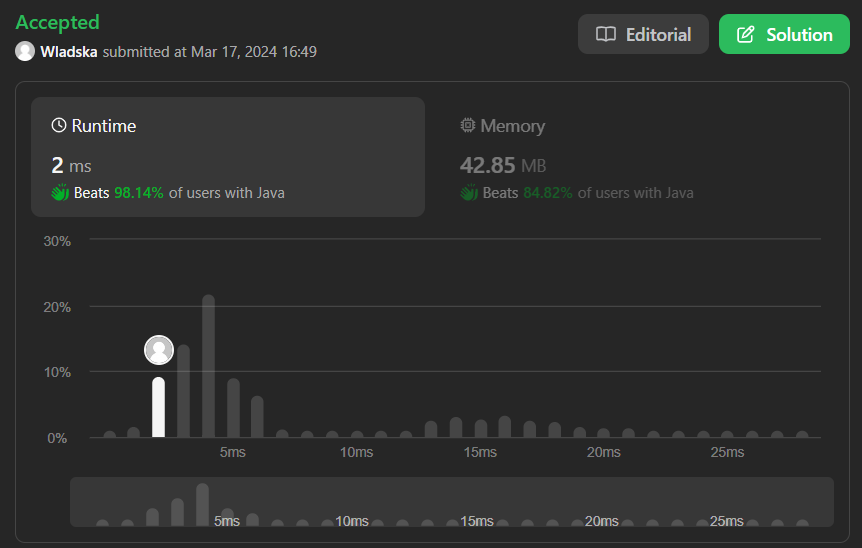 Accepted
Wladska submitted at Mar 17, 2024 16:49
Editorial
Solution
Runtime
2 ms
Beats 98.14% of users with Java
Memory
42.85 MB
Beats 84.82% of users with Java
30%
20%
10%
0%
5ms 10ms 15ms 20ms 25ms
5ms 10ms 15ms 20ms 25ms